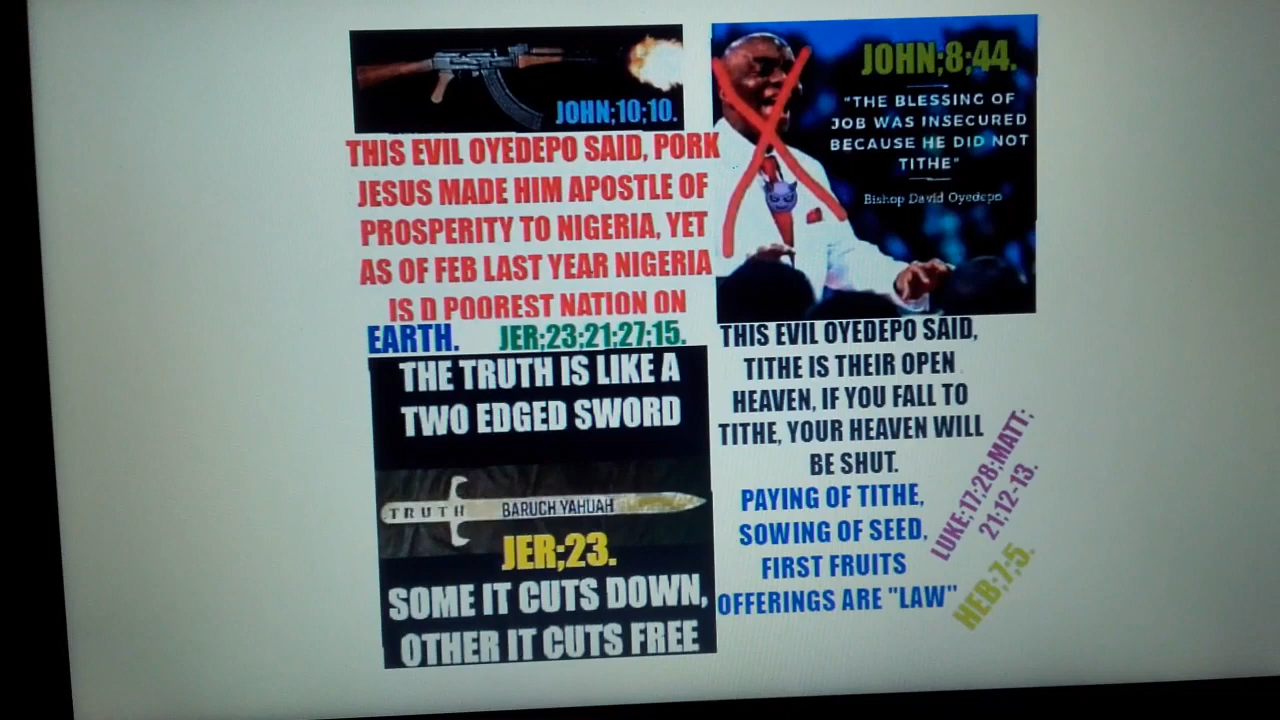 JOHN;10;10.
THIS EVIL OYEDEPO SAID, PORK
JESUS MADE HIM APOSTLE OF
PROSPERITY TO NIGERIA, YET
AS OF FEB LAST YEAR NIGERIA
IS D POOREST NATION ON
EARTH. JER;23;21;27;15.
THE TRUTH IS LIKE A
TWO EDGED SWORD
TRUTH BARUCH YAHUAH
JER;23.
SOME IT CUTS DOWN,
OTHER IT CUTS FREE
JOHN;8;44.
"THE BLESSING OF
JOB WAS INSECURED
BECAUSE HE DID NOT
TITHE"
Bishop David Oyedepo
THIS EVIL OYEDEPO SAID,
TITHE IS THEIR OPEN
HEAVEN, IF YOU FALL TO
TITHE, YOUR HEAVEN WILL
BE SHUT.
PAYING OF TITHE,
SOWING OF SEED,
FIRST FRUITS
OFFERINGS ARE "LAW"
LUKE;17;28;MATT;
21;12-13.
HEB;7;5.